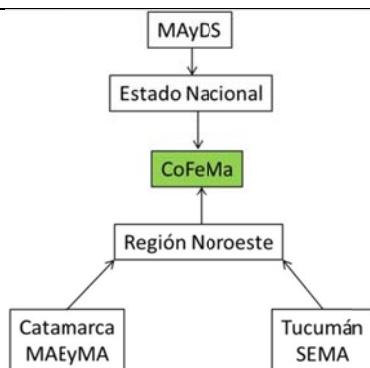 MAyDS
Estado Nacional
CoFeMa
Región Noroeste
Catamarca
MAEyMA
Tucumán
SEMA